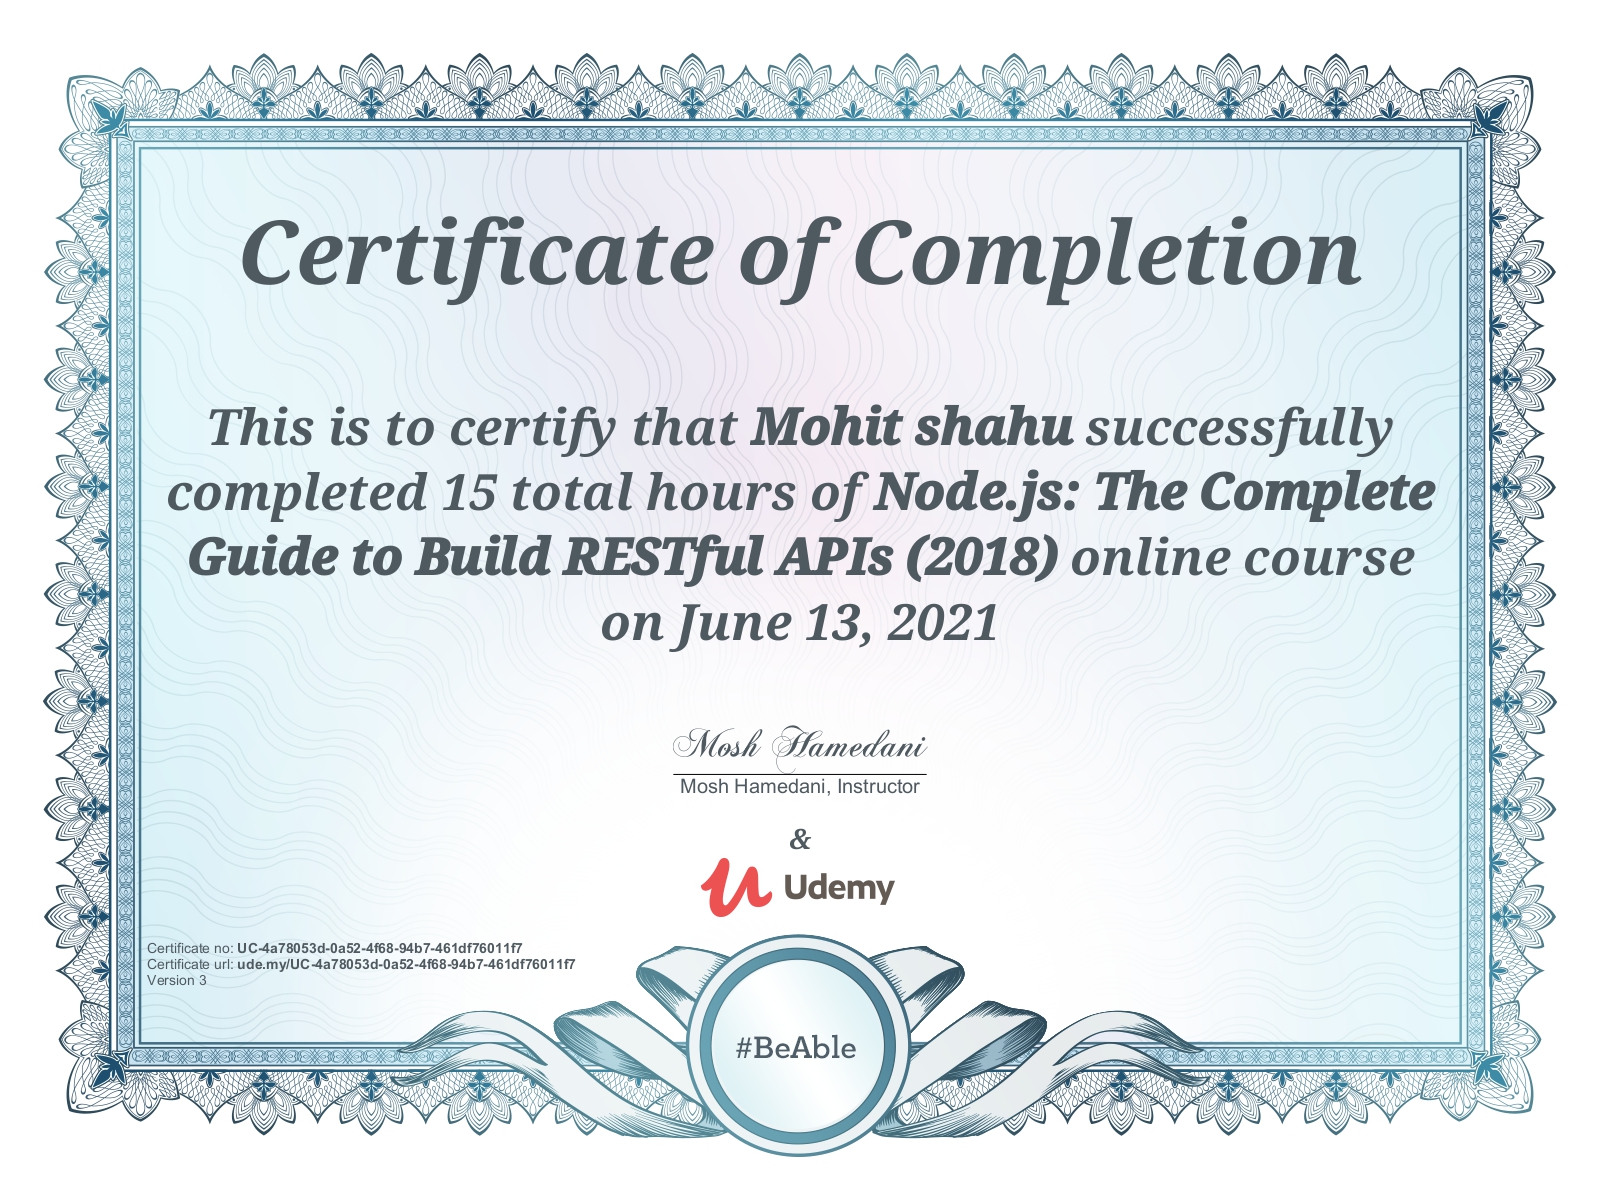 Certificate of Completion
This is to certify that Mohit shahu successfully
completed 15 total hours of Node.js: The Complete
Guide to Build RESTful APIs (2018) online course
on June 13, 2021
Mosh Hamedani
Mosh Hamedani, Instructor
&
Udemy
Certificate no: UC-4a78053d-0a52-4f68-94b7-461df76011f7
Certificate url: ude.my/UC-4a78053d-0a52-4f68-94b7-461df76011f7
Version 3
#BeAble